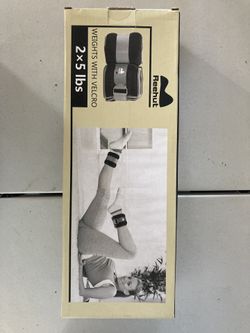 Reehut
WEIGHTS WITH VELCRO
2×5 lbs